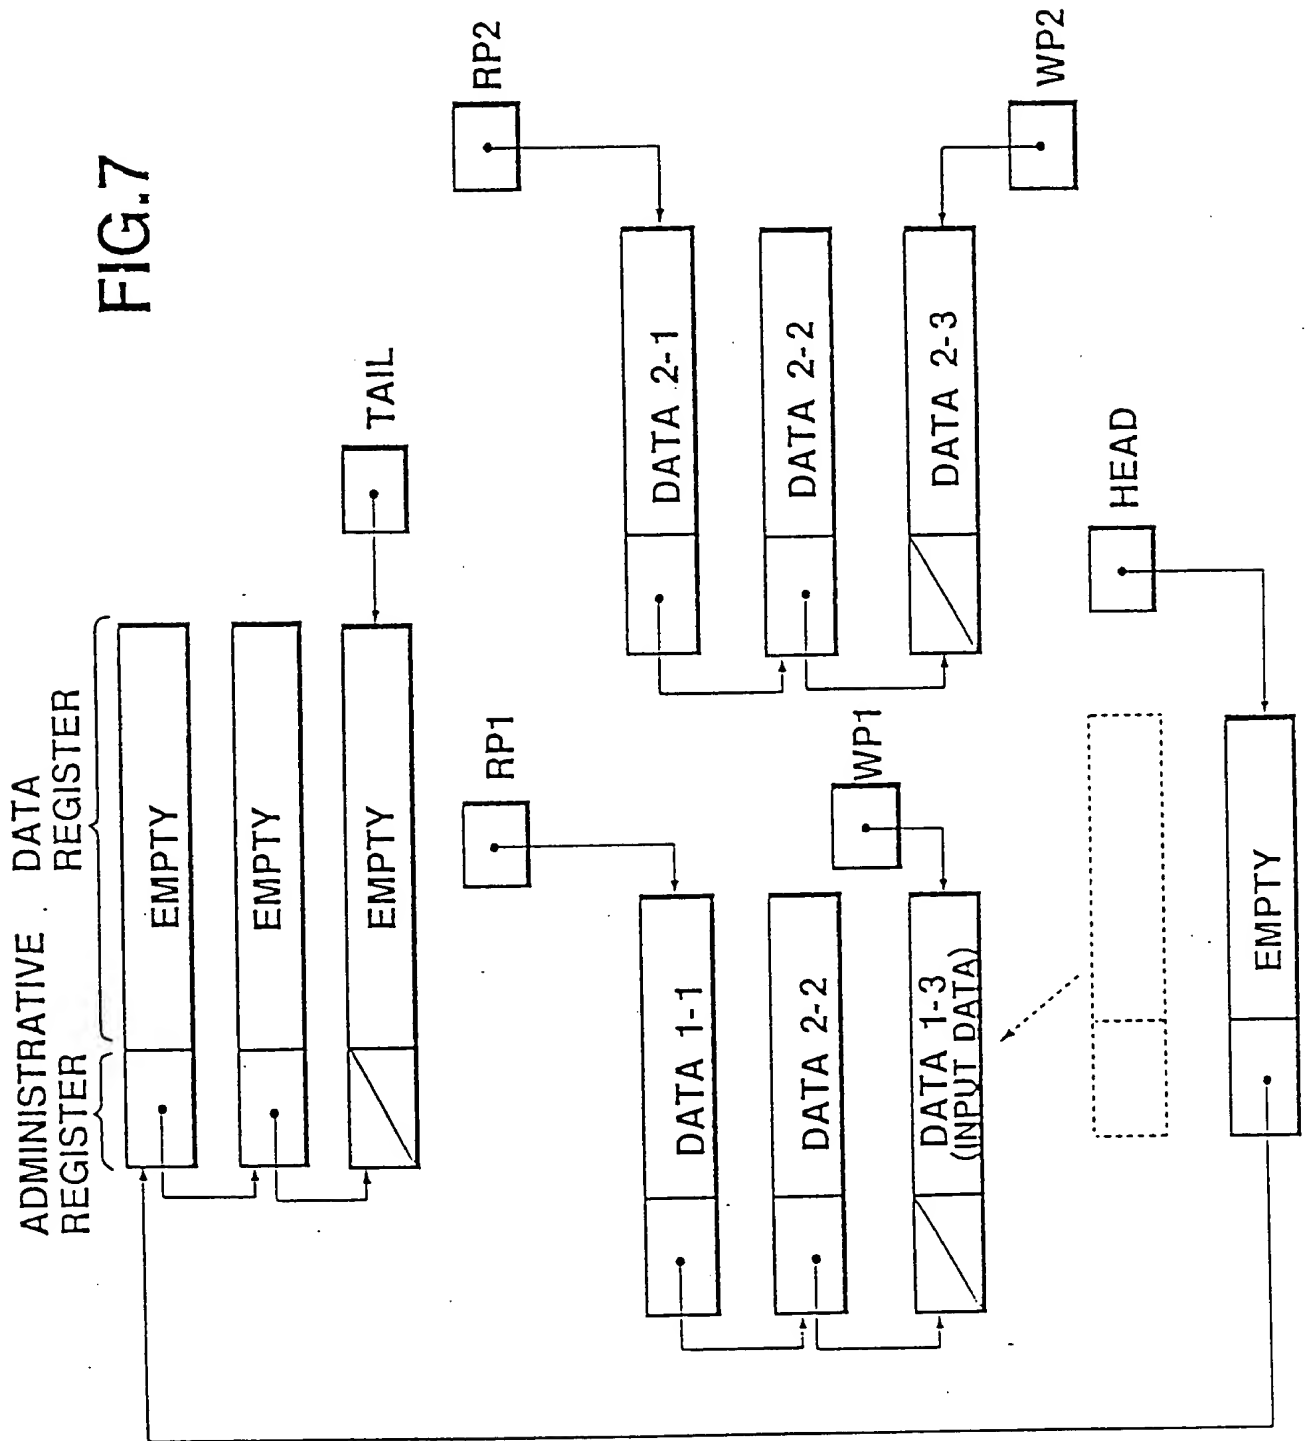 FIG.7
ADMINISTRATIVE
REGISTER
DATA
REGISTER
EMPTY
EMPTY
EMPTY
TAIL
RP1
DATA 1-1
DATA 2-2
DATA 1-3
(INPUT DATA)
WP1
RP2
DATA 2-1
DATA 2-2
DATA 2-3
WP2
HEAD
EMPTY